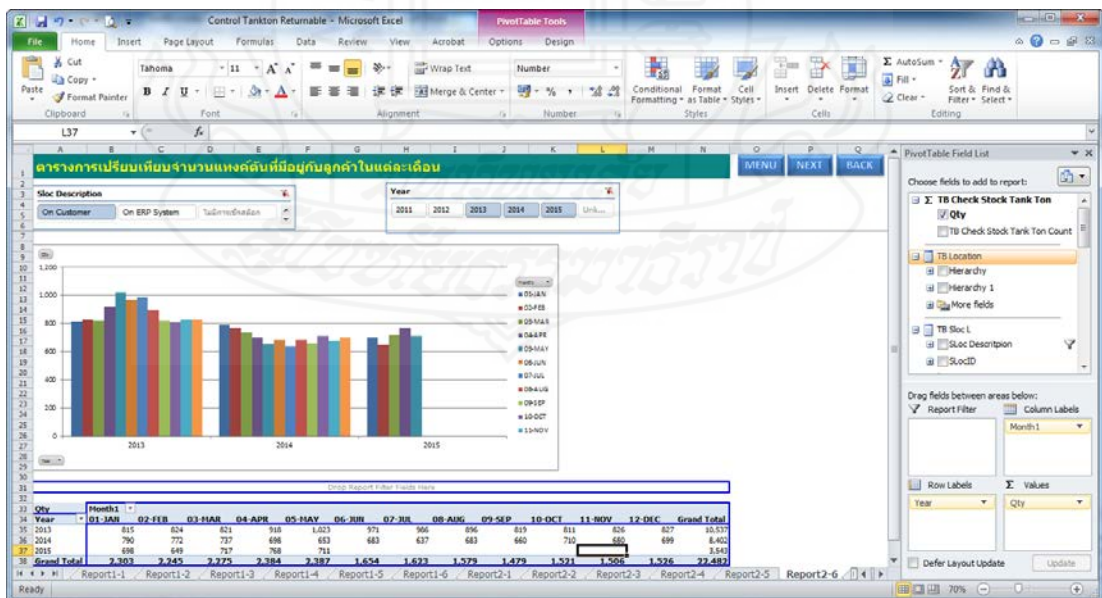 Control Tankton Returnable - Microsoft Excel
PivotTable Tools
File Home Insert Page Layout Formulas Data Review View Acrobat Options Design
Paste
Cut
Copy
Format Painter
Clipboard
Tahoma 11
B I U
Font
Wrap Text
Merge & Center
Alignment
Number
Number
Conditional Formatting
Format as Table
Cell Styles
Styles
Insert Delete Format
Cells
AutoSum
Fill
Clear
Sort & Filter
Find & Select
Editing
L37
fx
A B C D E F G H I J K L M N O P Q
ตารางการเปรียบเทียบจำนวนแทงค์ตันที่มีอยู่กับลูกค้าในแต่ละเดือน
MENU NEXT BACK
Sloc Description
On Customer On ERP System
Year
2011 2012 2013 2014 2015
1,200
1,000
800
600
400
200
0
2013 2014 2015
01-JAN
02-FEB
03-MAR
04-APR
05-MAY
06-JUN
07-JUL
08-AUG
09-SEP
10-OCT
11-NOV
Drop Report Filter Fields Here
Qty Month1
Year 01-JAN 02-FEB 03-MAR 04-APR 05-MAY 06-JUN 07-JUL 08-AUG 09-SEP 10-OCT 11-NOV 12-DEC Grand Total
2013 815 824 821 918 1,023 971 986 896 819 811 826 827 10,537
2014 790 772 737 698 653 683 637 683 660 710 680 699 8,402
2015 698 649 717 768 711 3,543
Grand Total 2,303 2,245 2,275 2,384 2,387 1,654 1,623 1,579 1,479 1,521 1,506 1,526 22,482
Report1-1 Report1-2 Report1-3 Report1-4 Report1-5 Report1-6 Report2-1 Report2-2 Report2-3 Report2-4 Report2-5 Report2-6
Ready
70%
PivotTable Field List
Choose fields to add to report:
Σ TB Check Stock Tank Ton
Qty
TB Check Stock Tank Ton Count
TB Location
Hierarchy
Hierarchy 1
More fields
TB Sloc L
SLoc Descritpion
SLocID
Drag fields between areas below:
Report Filter
Column Labels
Month1
Row Labels
Σ Values
Year
Qty
Defer Layout Update
Update